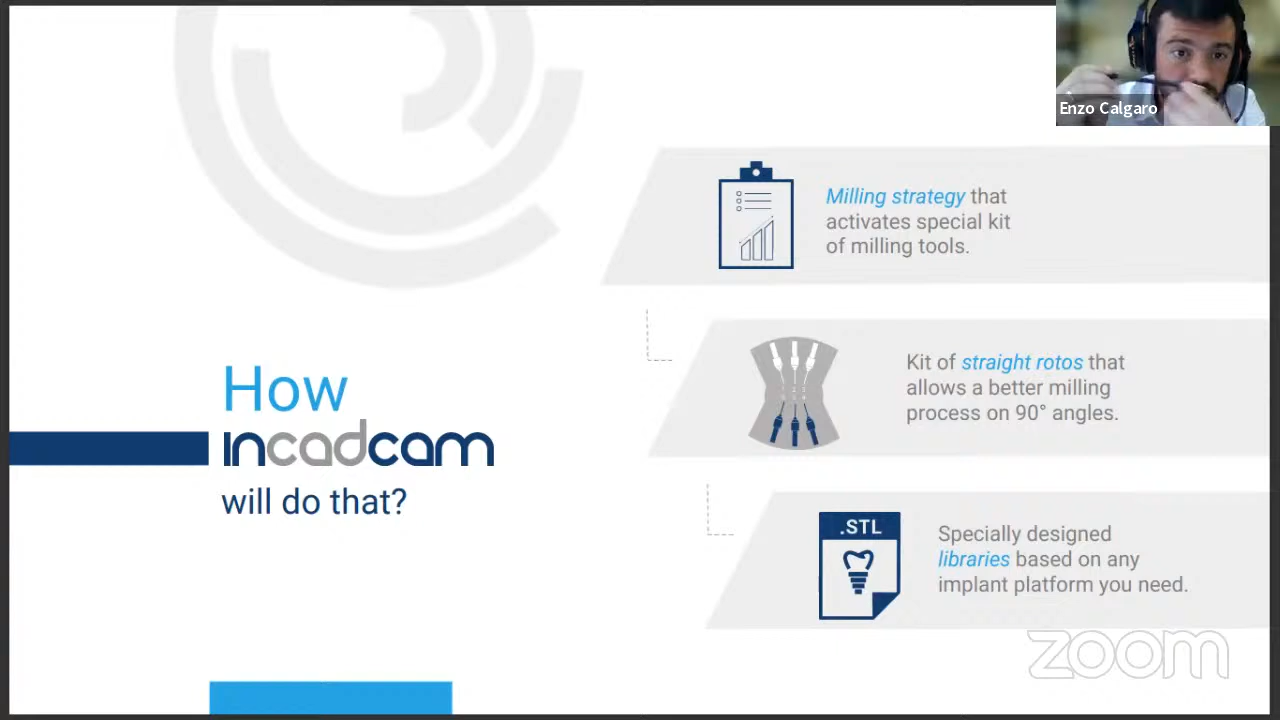 Enzo Calgaro
Milling strategy that
activates special kit
of milling tools.
Kit of straight rotos that
allows a better milling
process on 90° angles.
How
incadcam
will do that?
.STL
Specially designed
libraries based on any
implant platform you need.
zoom